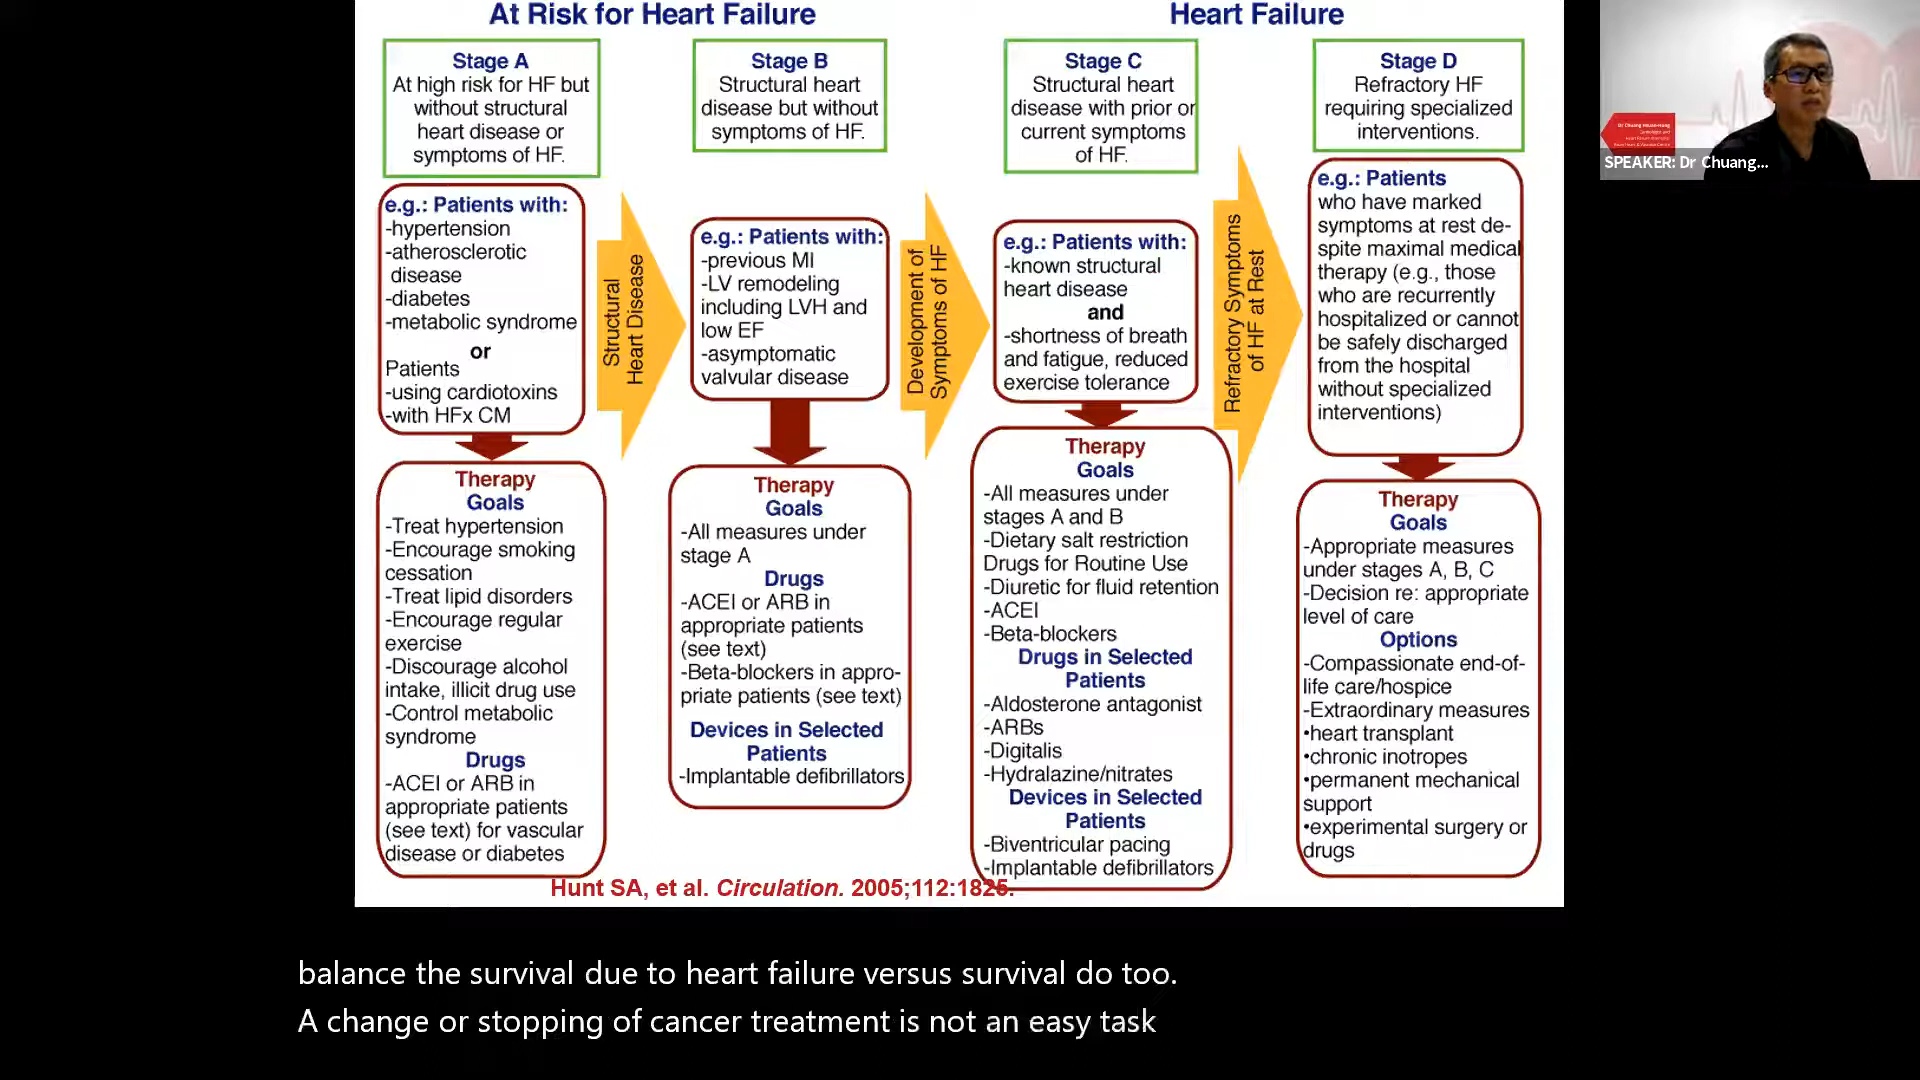 At Risk for Heart Failure
Heart Failure
Stage A
At high risk for HF but
without structural
heart disease or
symptoms of HF.
Stage B
Structural heart
disease but without
symptoms of HF.
Stage C
Structural heart
disease with prior or
current symptoms
of HF.
Stage D
Refractory HF
requiring specialized
interventions.
e.g.: Patients with:
-hypertension
-atherosclerotic
disease
-diabetes
-metabolic syndrome
or
Patients
-using cardiotoxins
-with HFx CM
Structural
Heart Disease
e.g.: Patients with:
-previous MI
-LV remodeling
including LVH and
low EF
-asymptomatic
valvular disease
Development of
Symptoms of HF
e.g.: Patients with:
-known structural
heart disease
and
-shortness of breath
and fatigue, reduced
exercise tolerance
Refractory Symptoms
of HF at Rest
e.g.: Patients
who have marked
symptoms at rest de-
spite maximal medical
therapy (e.g., those
who are recurrently
hospitalized or cannot
be safely discharged
from the hospital
without specialized
interventions)
Therapy
Goals
-Treat hypertension
-Encourage smoking
cessation
-Treat lipid disorders
-Encourage regular
exercise
-Discourage alcohol
intake, illicit drug use
-Control metabolic
syndrome
Drugs
-ACEI or ARB in
appropriate patients
(see text) for vascular
disease or diabetes
Therapy
Goals
-All measures under
stage A
Drugs
-ACEI or ARB in
appropriate patients
(see text)
-Beta-blockers in appro-
priate patients (see text)
Devices in Selected
Patients
-Implantable defibrillators
Therapy
Goals
-All measures under
stages A and B
-Dietary salt restriction
Drugs for Routine Use
-Diuretic for fluid retention
-ACEI
-Beta-blockers
Drugs in Selected
Patients
-Aldosterone antagonist
-ARBs
-Digitalis
-Hydralazine/nitrates
Devices in Selected
Patients
-Biventricular pacing
-Implantable defibrillators
Therapy
Goals
-Appropriate measures
under stages A, B, C
-Decision re: appropriate
level of care
Options
-Compassionate end-of-
life care/hospice
-Extraordinary measures
•heart transplant
•chronic inotropes
•permanent mechanical
support
•experimental surgery or
drugs
Hunt SA, et al. Circulation. 2005;112:1825.
SPEAKER: Dr Chuang...
balance the survival due to heart failure versus survival do too.
A change or stopping of cancer treatment is not an easy task